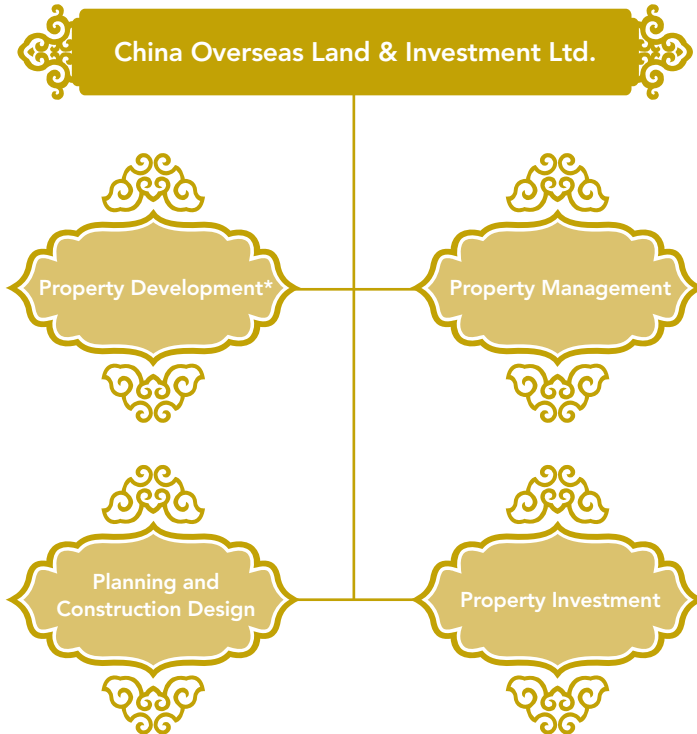 China Overseas Land & Investment Ltd.
Property Development*
Property Management
Planning and
Construction Design
Property Investment